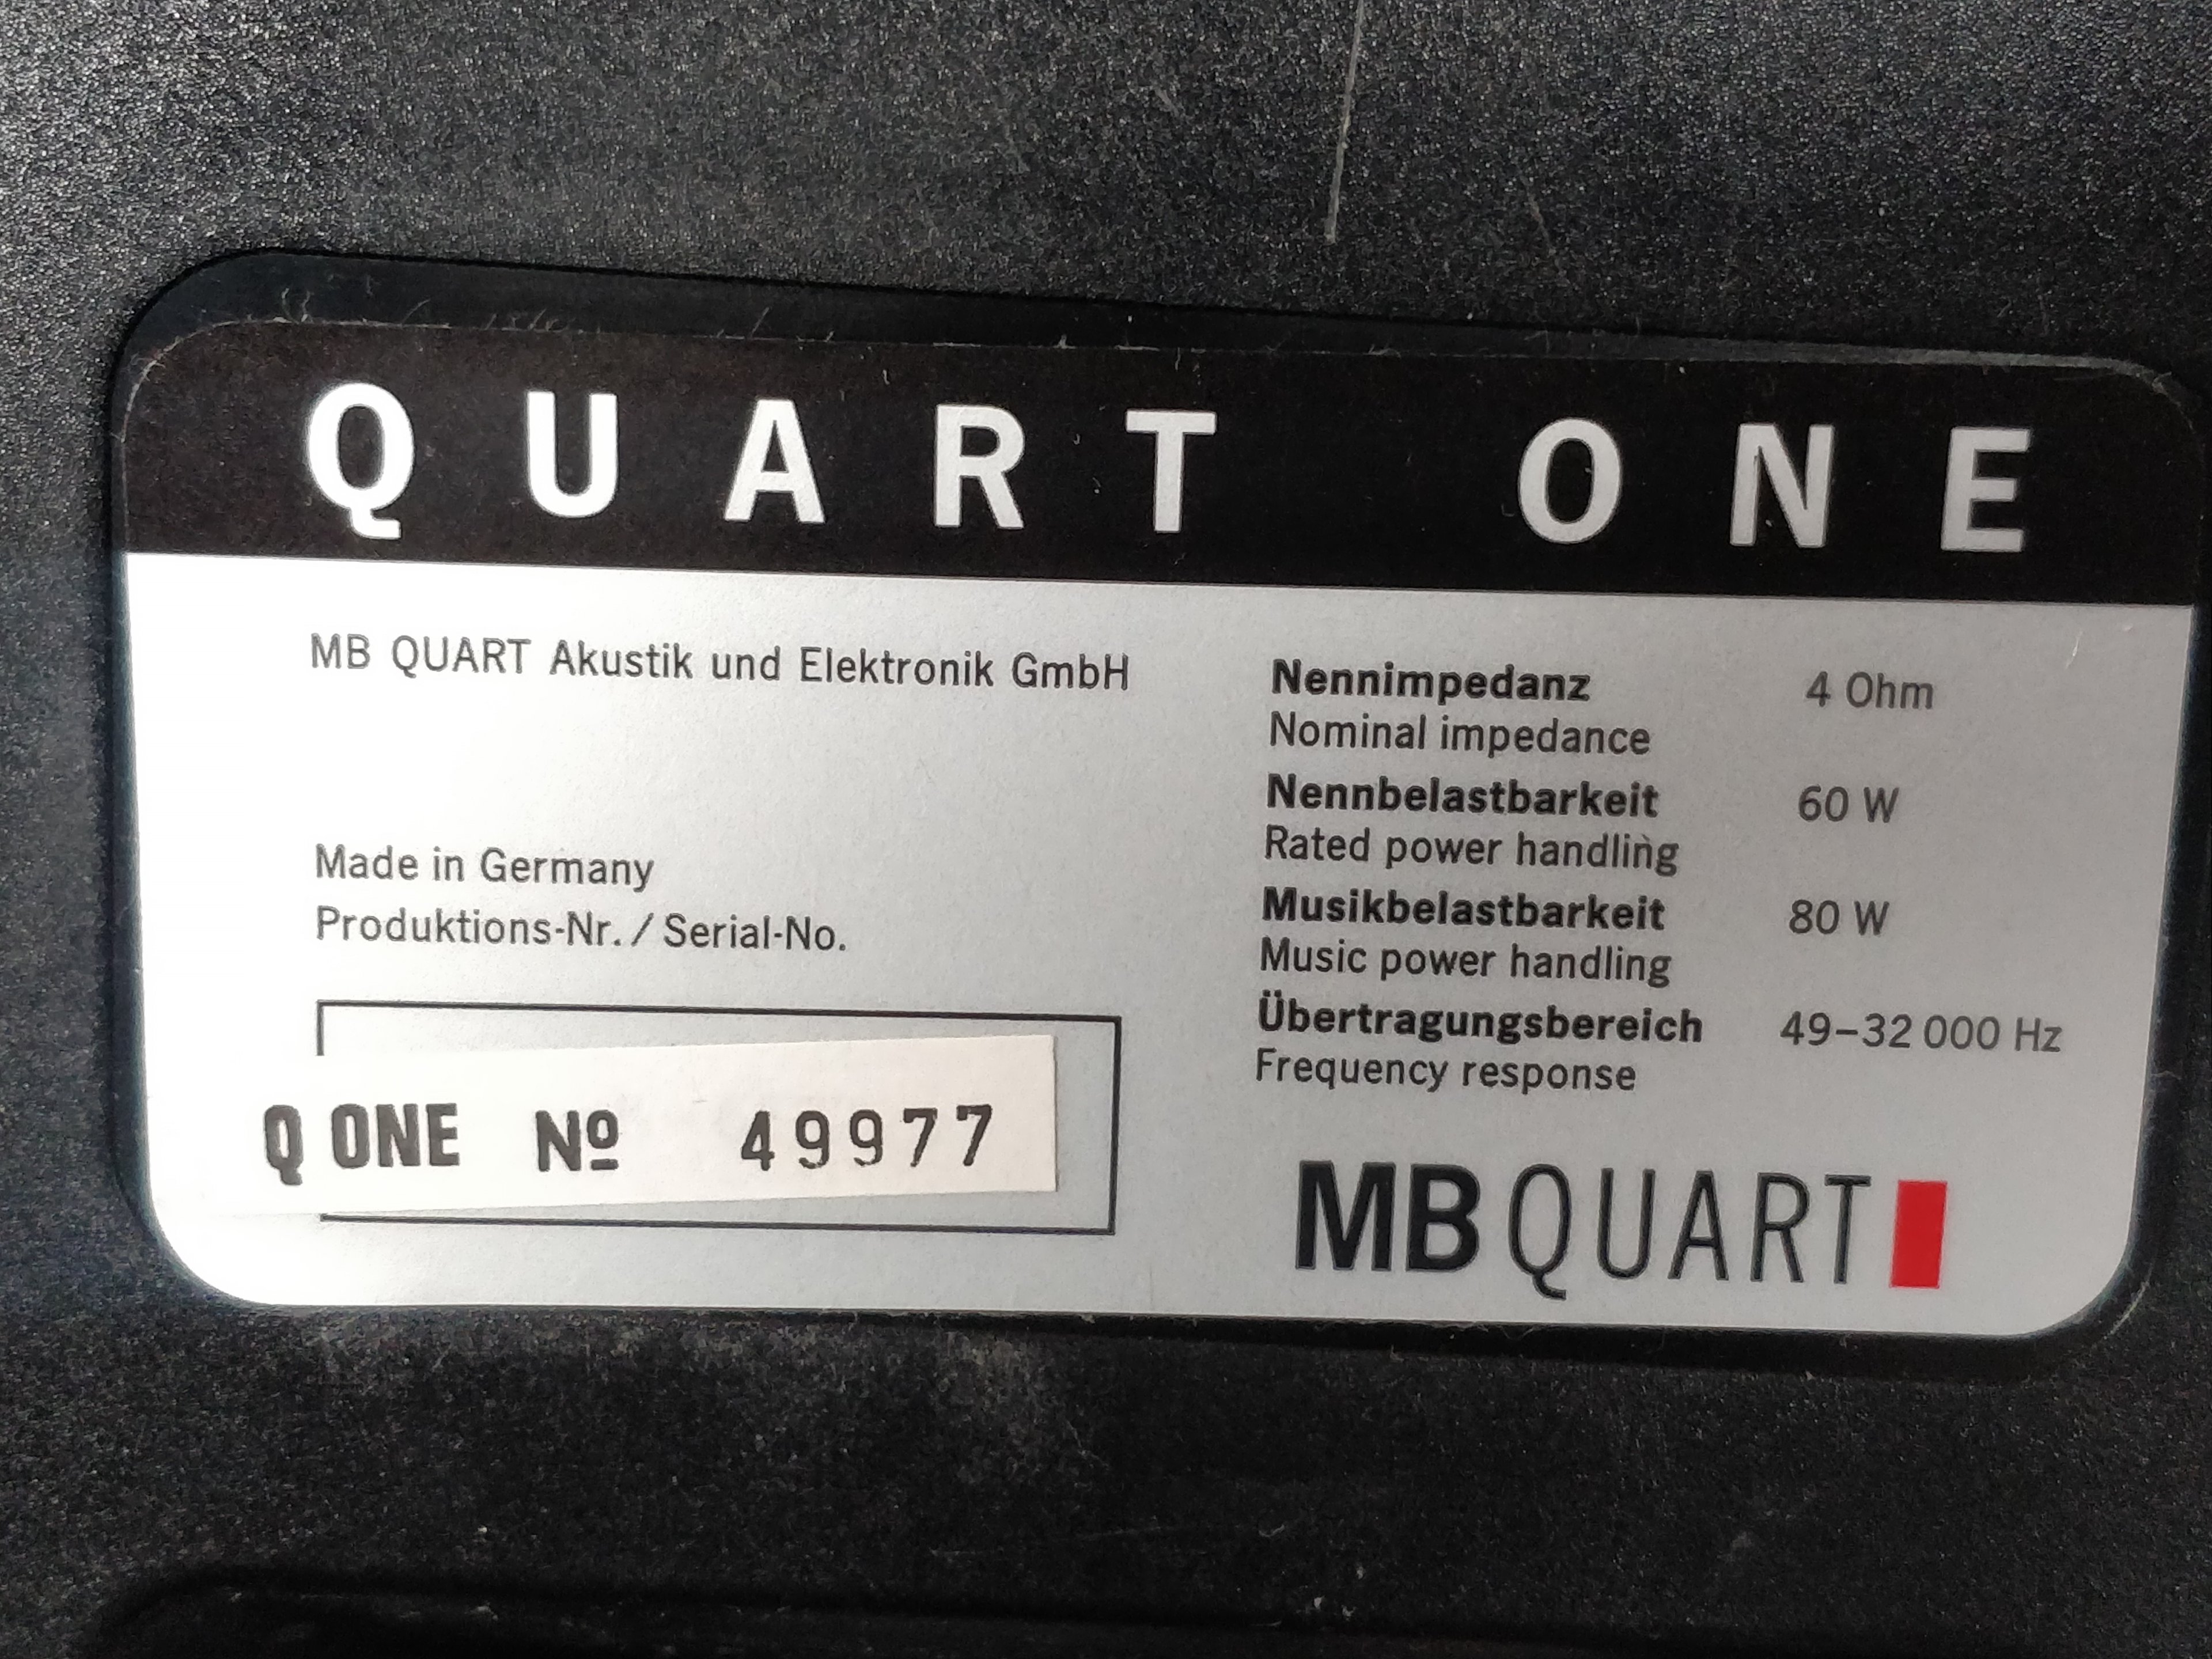 QUART ONE
MB QUART Akustik und Elektronik GmbH
Made in Germany
Produktions-Nr. / Serial-No.
Q ONE Nº 49977
Nennimpedanz 4 Ohm
Nominal impedance
Nennbelastbarkeit 60 W
Rated power handling
Musikbelastbarkeit 80 W
Music power handling
Übertragungsbereich 49–32 000 Hz
Frequency response
MB QUART